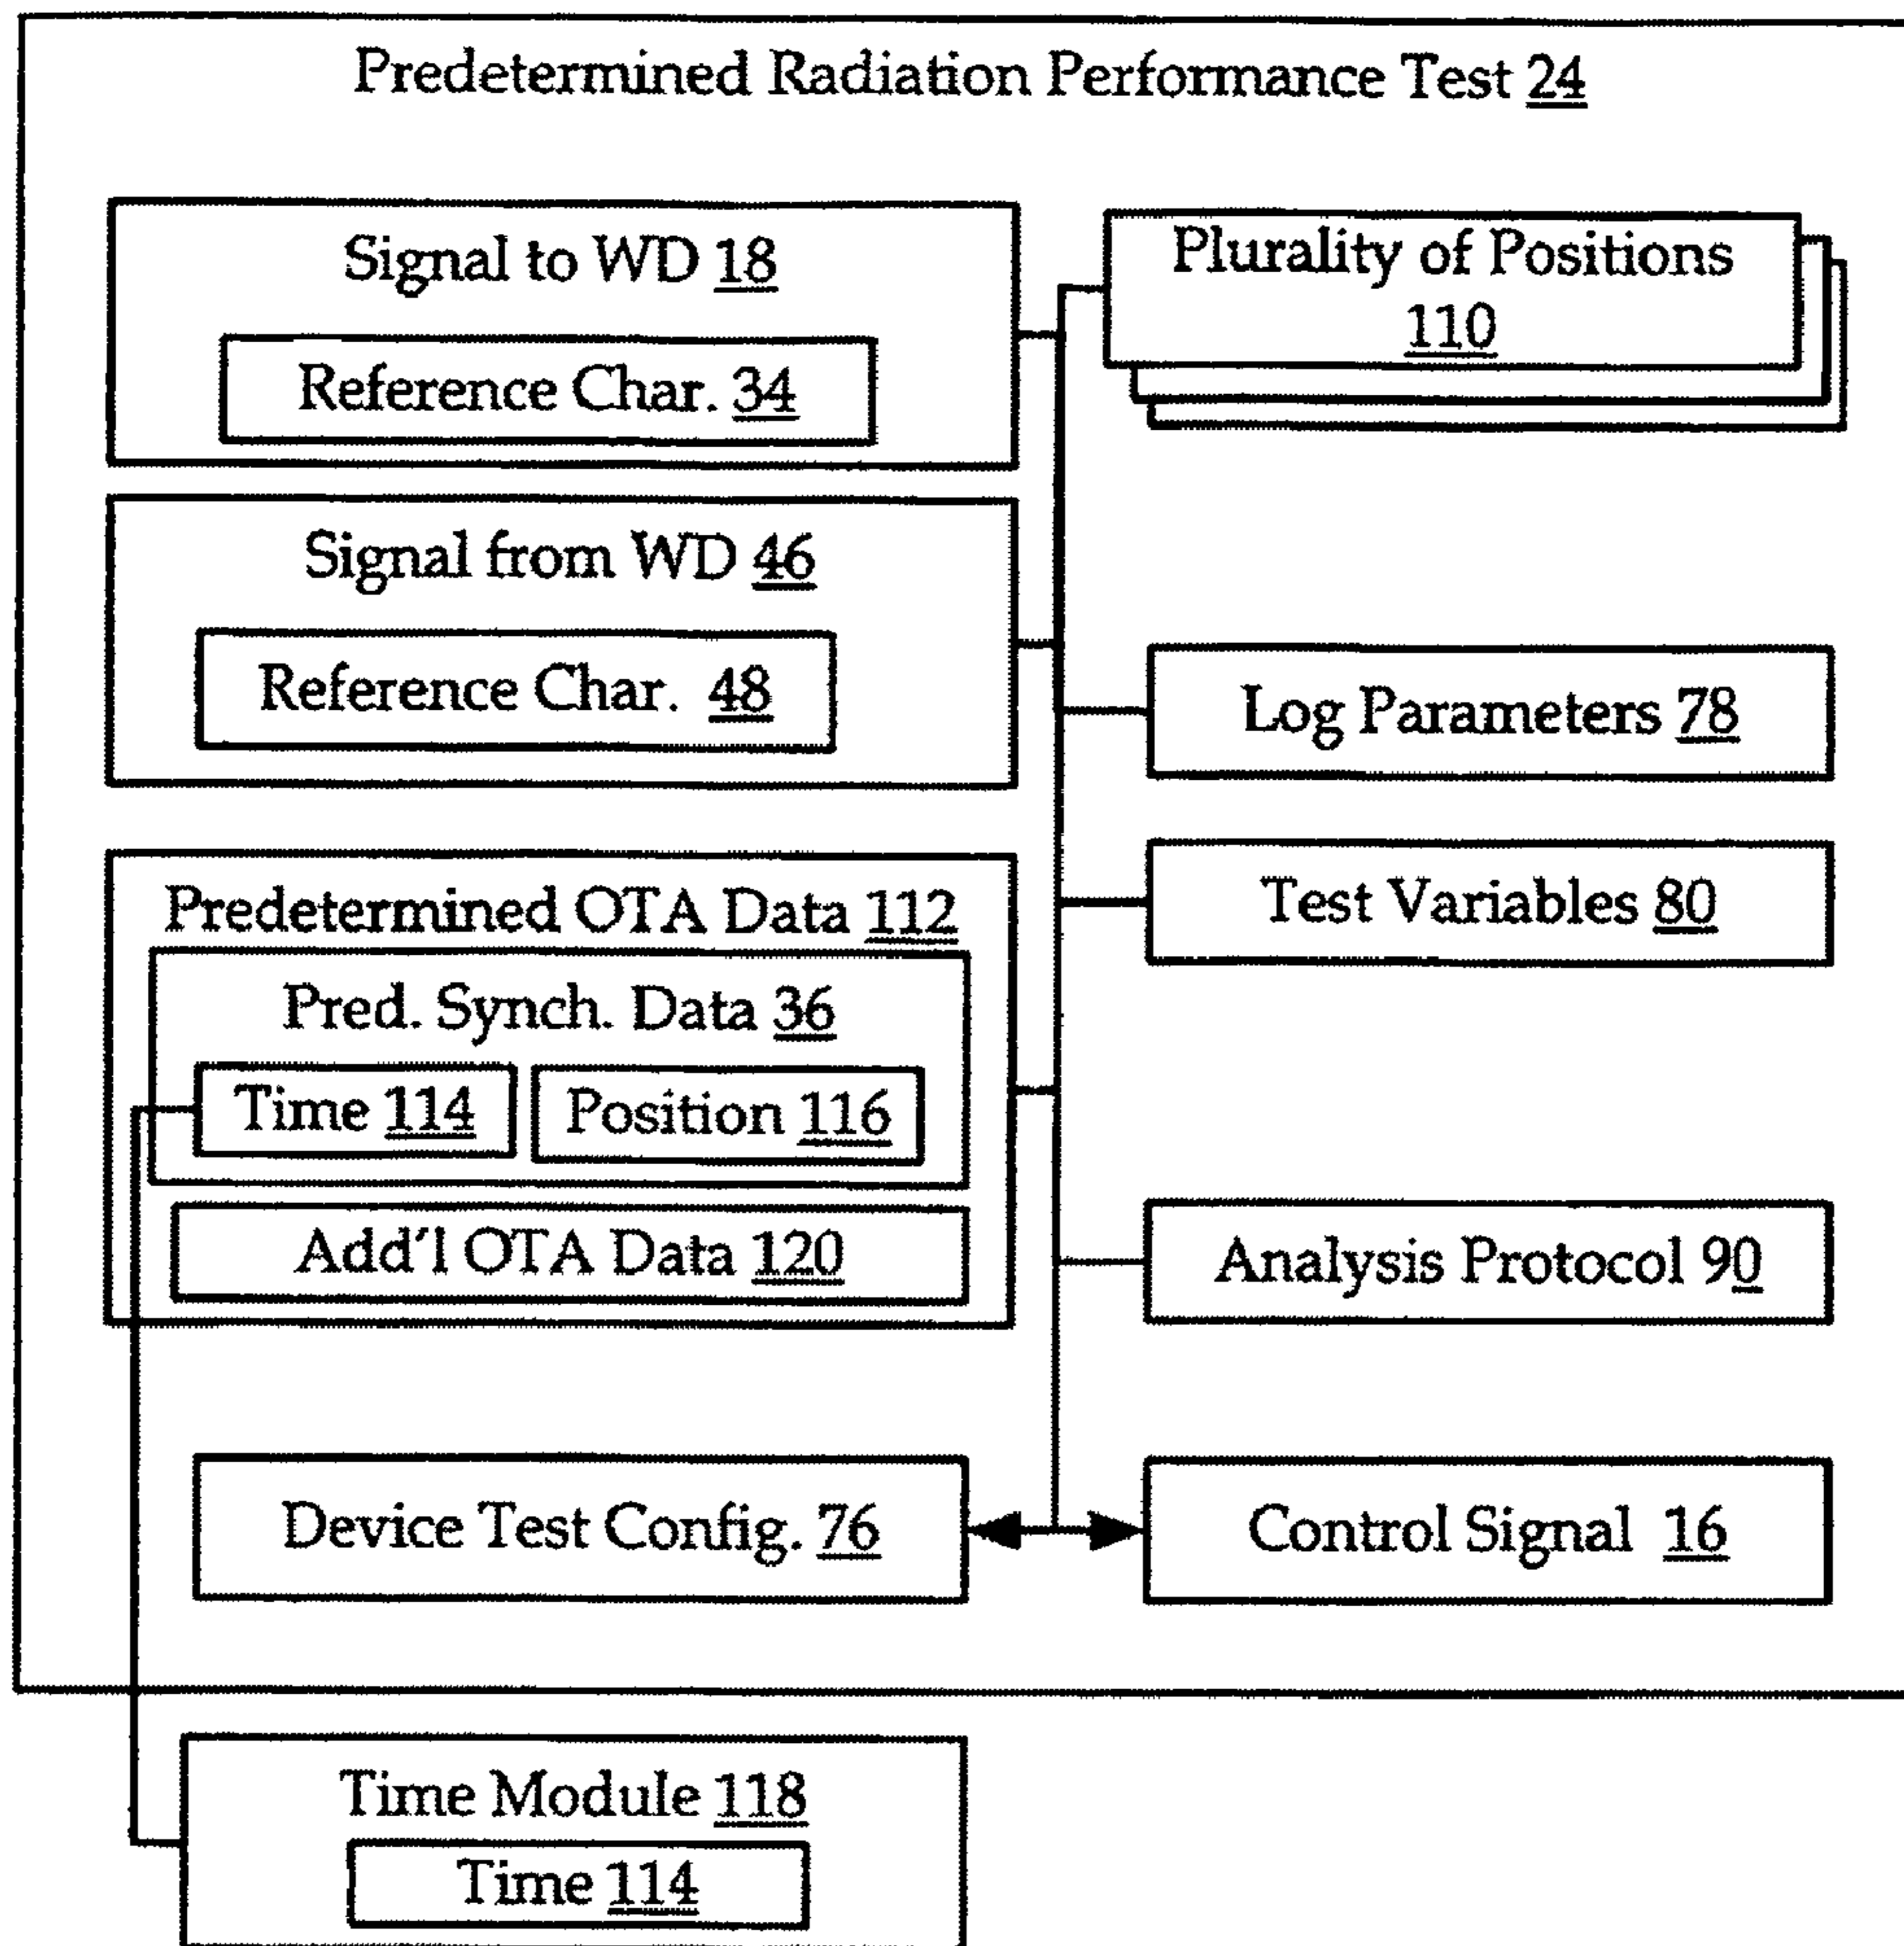 Predetermined Radiation Performance Test 24
Signal to WD 18
Reference Char. 34
Plurality of Positions
110
Signal from WD 46
Reference Char. 48
Log Parameters 78
Predetermined OTA Data 112
Pred. Synch. Data 36
Time 114
Position 116
Add'l OTA Data 120
Test Variables 80
Analysis Protocol 90
Device Test Config. 76
Control Signal 16
Time Module 118
Time 114